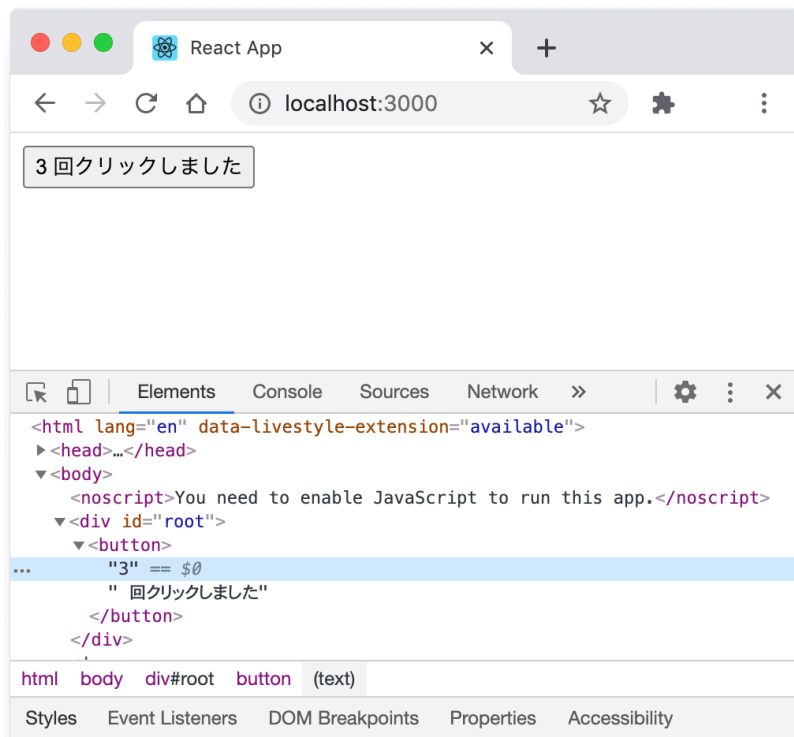 React App
localhost:3000
3 回クリックしました
Elements Console Sources Network
<html lang="en" data-livestyle-extension="available">
<head>…</head>
<body>
<noscript>You need to enable JavaScript to run this app.</noscript>
<div id="root">
<button>
"3" == $0
" 回クリックしました"
</button>
</div>
html body div#root button (text)
Styles Event Listeners DOM Breakpoints Properties Accessibility